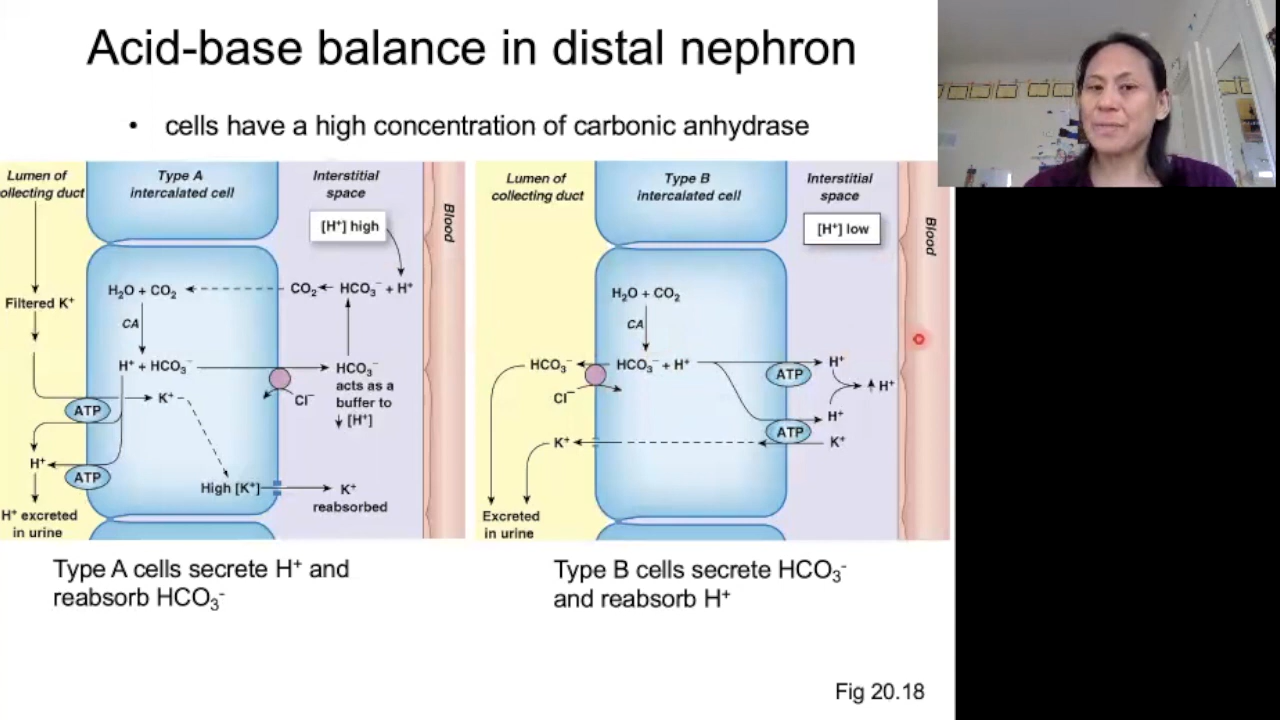 Acid-base balance in distal nephron
• cells have a high concentration of carbonic anhydrase
Lumen of
ollecting duct
Type A
intercalated cell
Interstitial
space
[H⁺] high
Blood
Filtered K⁺
H₂O + CO₂
CO₂
HCO₃⁻ + H⁺
CA
H⁺ + HCO₃⁻
HCO₃⁻
acts as a
buffer to
↓ [H⁺]
Cl⁻
K⁺
ATP
H⁺
ATP
High [K⁺]
K⁺
reabsorbed
H⁺ excreted
in urine
Lumen of
collecting duct
Type B
intercalated cell
Interstitial
space
[H⁺] low
Blood
H₂O + CO₂
CA
HCO₃⁻
HCO₃⁻ + H⁺
H⁺
ATP
↑ H⁺
Cl⁻
H⁺
ATP
K⁺
K⁺
Excreted
in urine
Type A cells secrete H⁺ and
reabsorb HCO₃⁻
Type B cells secrete HCO₃⁻
and reabsorb H⁺
Fig 20.18